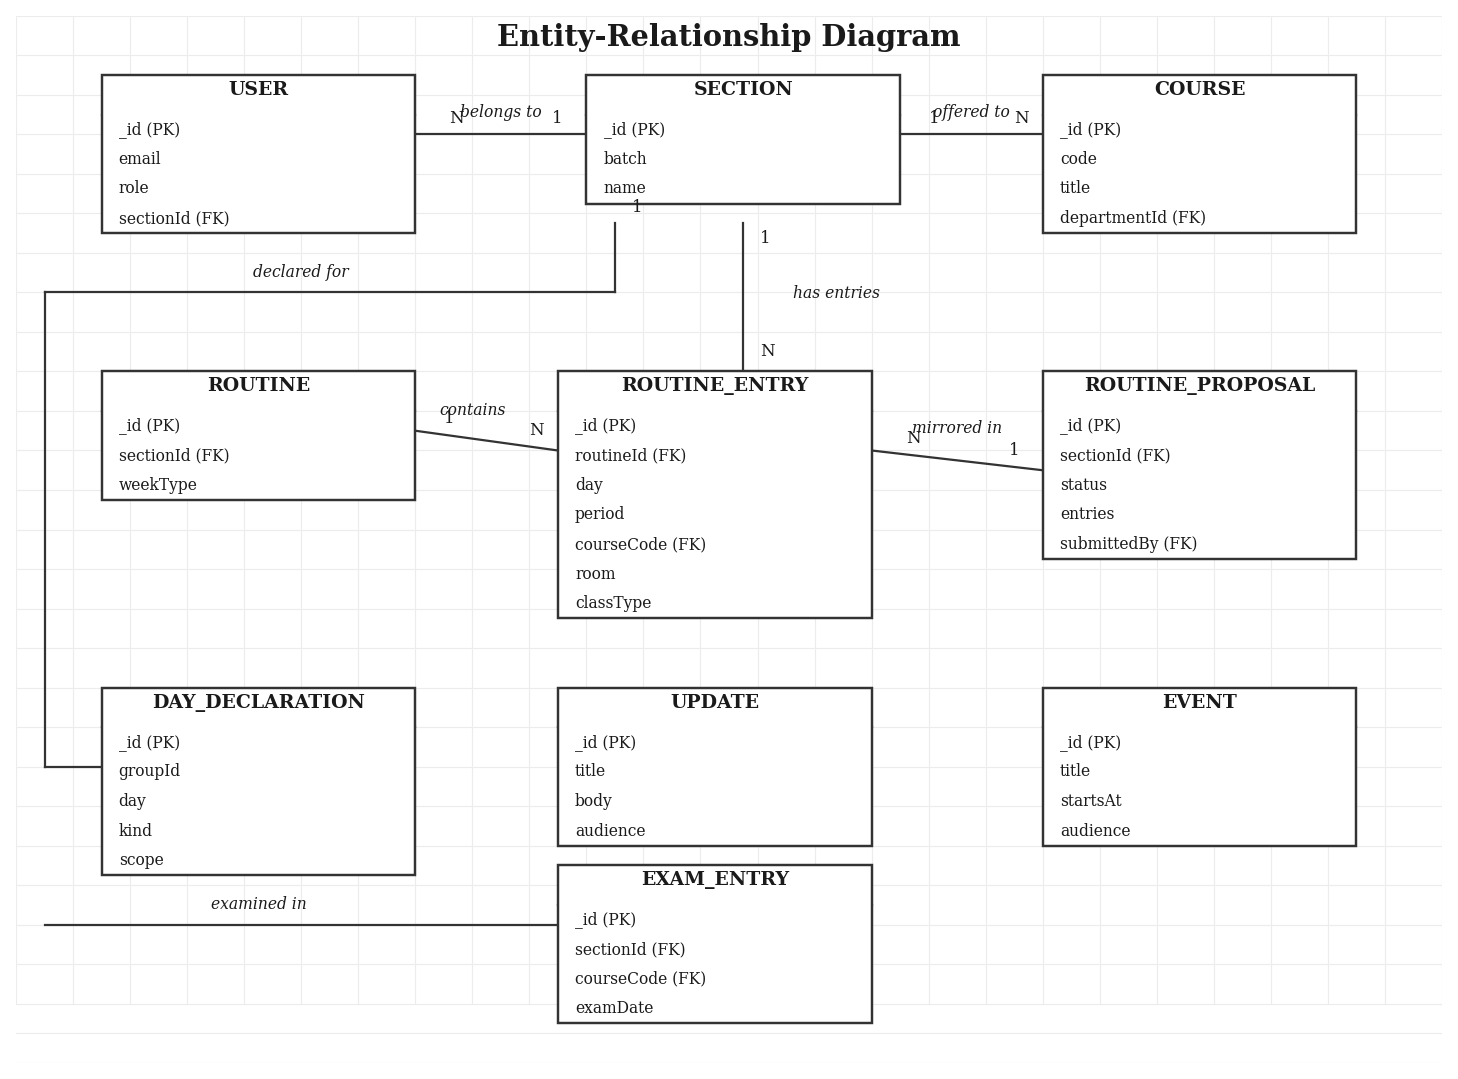 Entity-Relationship Diagram
USER
_id (PK)
email
role
sectionId (FK)
N
belongs to
1
SECTION
_id (PK)
batch
name
1
offered to
N
COURSE
_id (PK)
code
title
departmentId (FK)
1
declared for
1
has entries
N
ROUTINE
_id (PK)
sectionId (FK)
weekType
contains
1
N
ROUTINE_ENTRY
_id (PK)
routineId (FK)
day
period
courseCode (FK)
room
classType
mirrored in
N
1
ROUTINE_PROPOSAL
_id (PK)
sectionId (FK)
status
entries
submittedBy (FK)
DAY_DECLARATION
_id (PK)
groupId
day
kind
scope
UPDATE
_id (PK)
title
body
audience
EVENT
_id (PK)
title
startsAt
audience
examined in
EXAM_ENTRY
_id (PK)
sectionId (FK)
courseCode (FK)
examDate